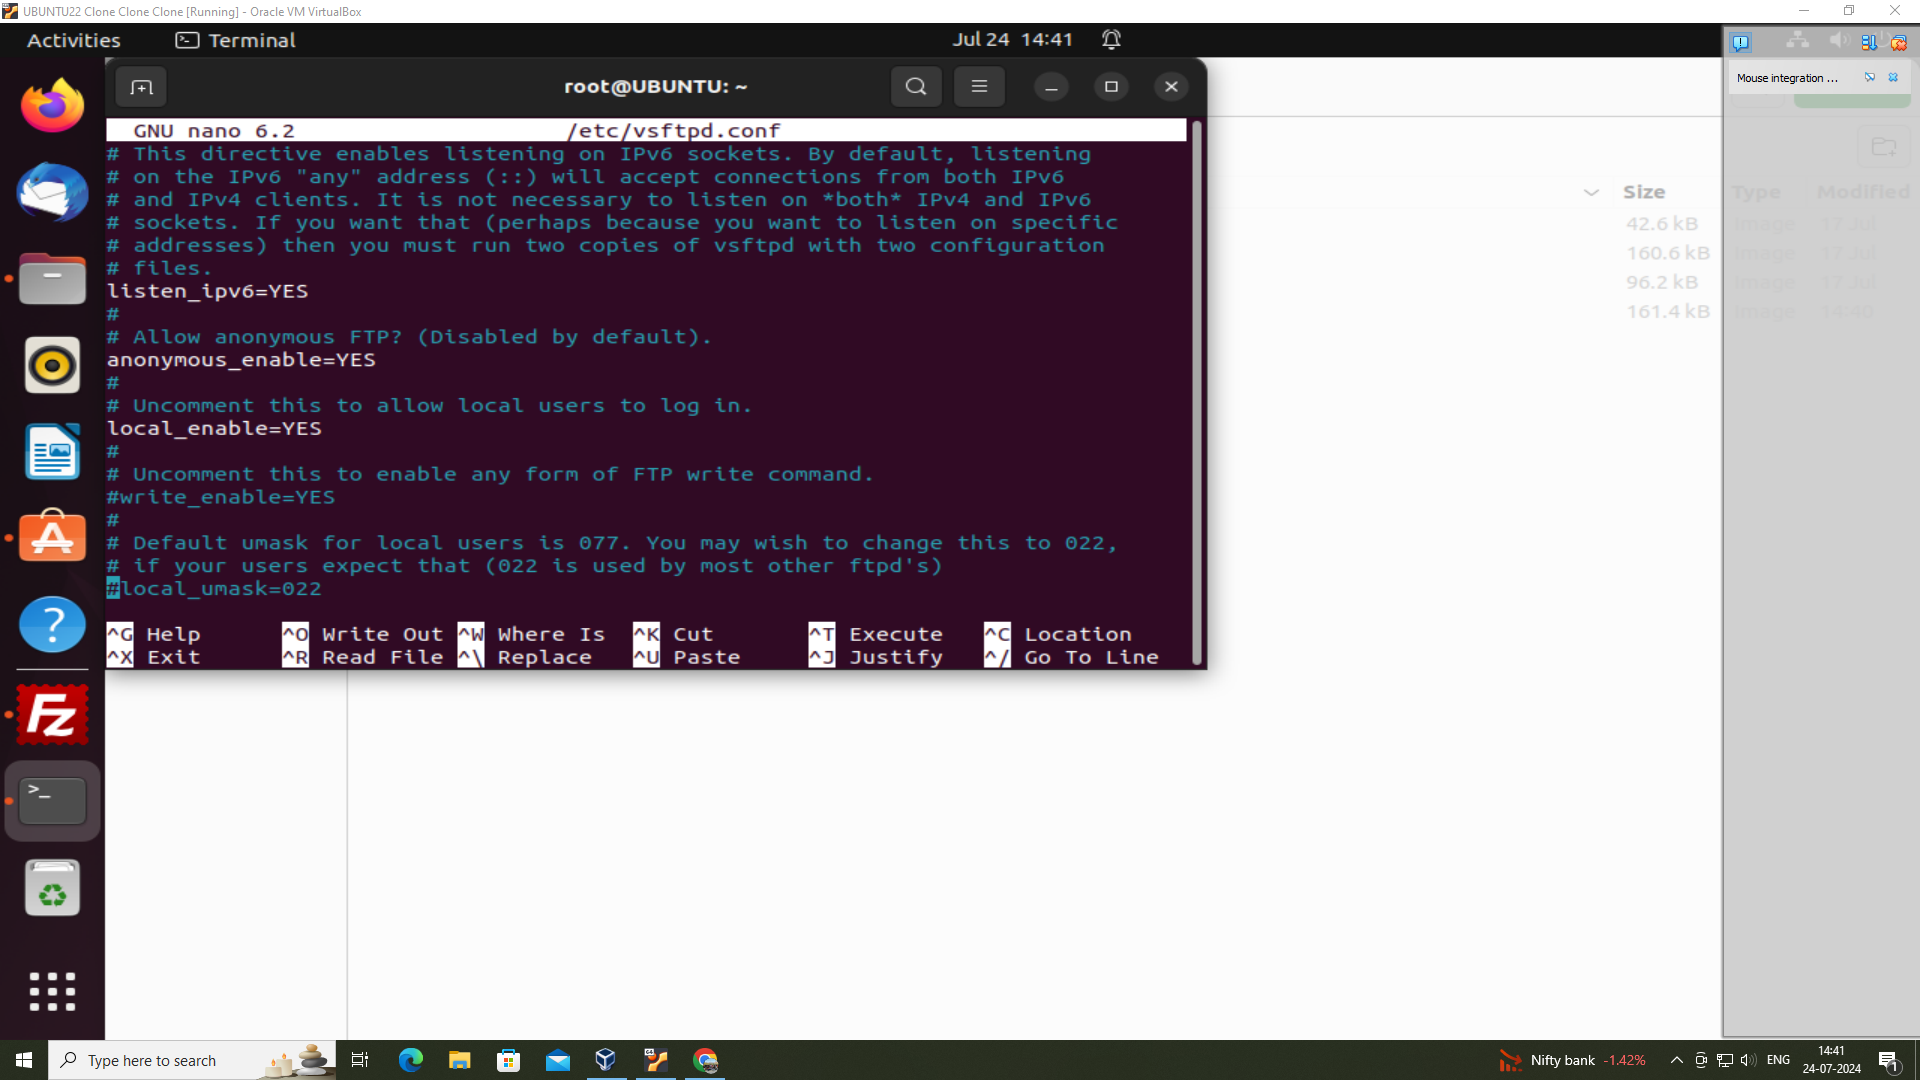 UBUNTU22 Clone Clone Clone [Running] - Oracle VM VirtualBox
Activities
Terminal
Jul 24 14:41
root@UBUNTU: ~
Mouse integration ...
GNU nano 6.2 /etc/vsftpd.conf
# This directive enables listening on IPv6 sockets. By default, listening
# on the IPv6 "any" address (::) will accept connections from both IPv6
# and IPv4 clients. It is not necessary to listen on *both* IPv4 and IPv6
# sockets. If you want that (perhaps because you want to listen on specific
# addresses) then you must run two copies of vsftpd with two configuration
# files.
listen_ipv6=YES
#
# Allow anonymous FTP? (Disabled by default).
anonymous_enable=YES
#
# Uncomment this to allow local users to log in.
local_enable=YES
#
# Uncomment this to enable any form of FTP write command.
#write_enable=YES
#
# Default umask for local users is 077. You may wish to change this to 022,
# if your users expect that (022 is used by most other ftpd's)
#local_umask=022
^G Help ^O Write Out ^W Where Is ^K Cut ^T Execute ^C Location
^X Exit ^R Read File ^\ Replace ^U Paste ^J Justify ^/ Go To Line
Size Type Modified
42.6 kB Image 17 Jul
160.6 kB Image 17 Jul
96.2 kB Image 17 Jul
161.4 kB Image 14:40
Fz
Type here to search
Nifty bank -1.42%
ENG
14:41
24-07-2024
1